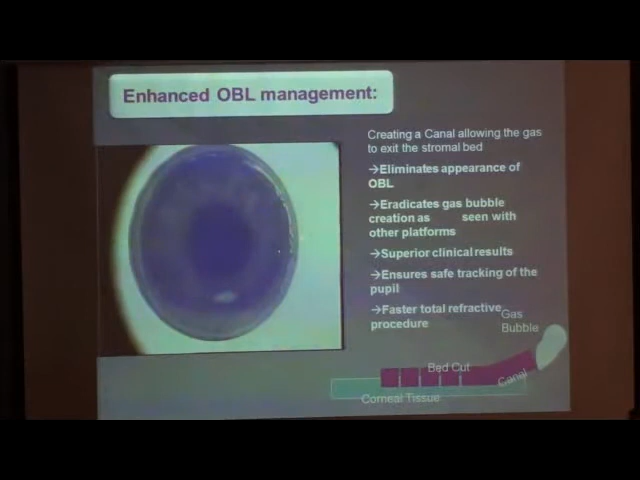 Enhanced OBL management:
Creating a Canal allowing the gas
to exit the stromal bed
→Eliminates appearance of
OBL
→Eradicates gas bubble
creation as seen with
other platforms
→Superior clinical results
→Ensures safe tracking of the
pupil
→Faster total refractive
procedure
Gas
Bubble
Bed Cut
Canal
Corneal Tissue